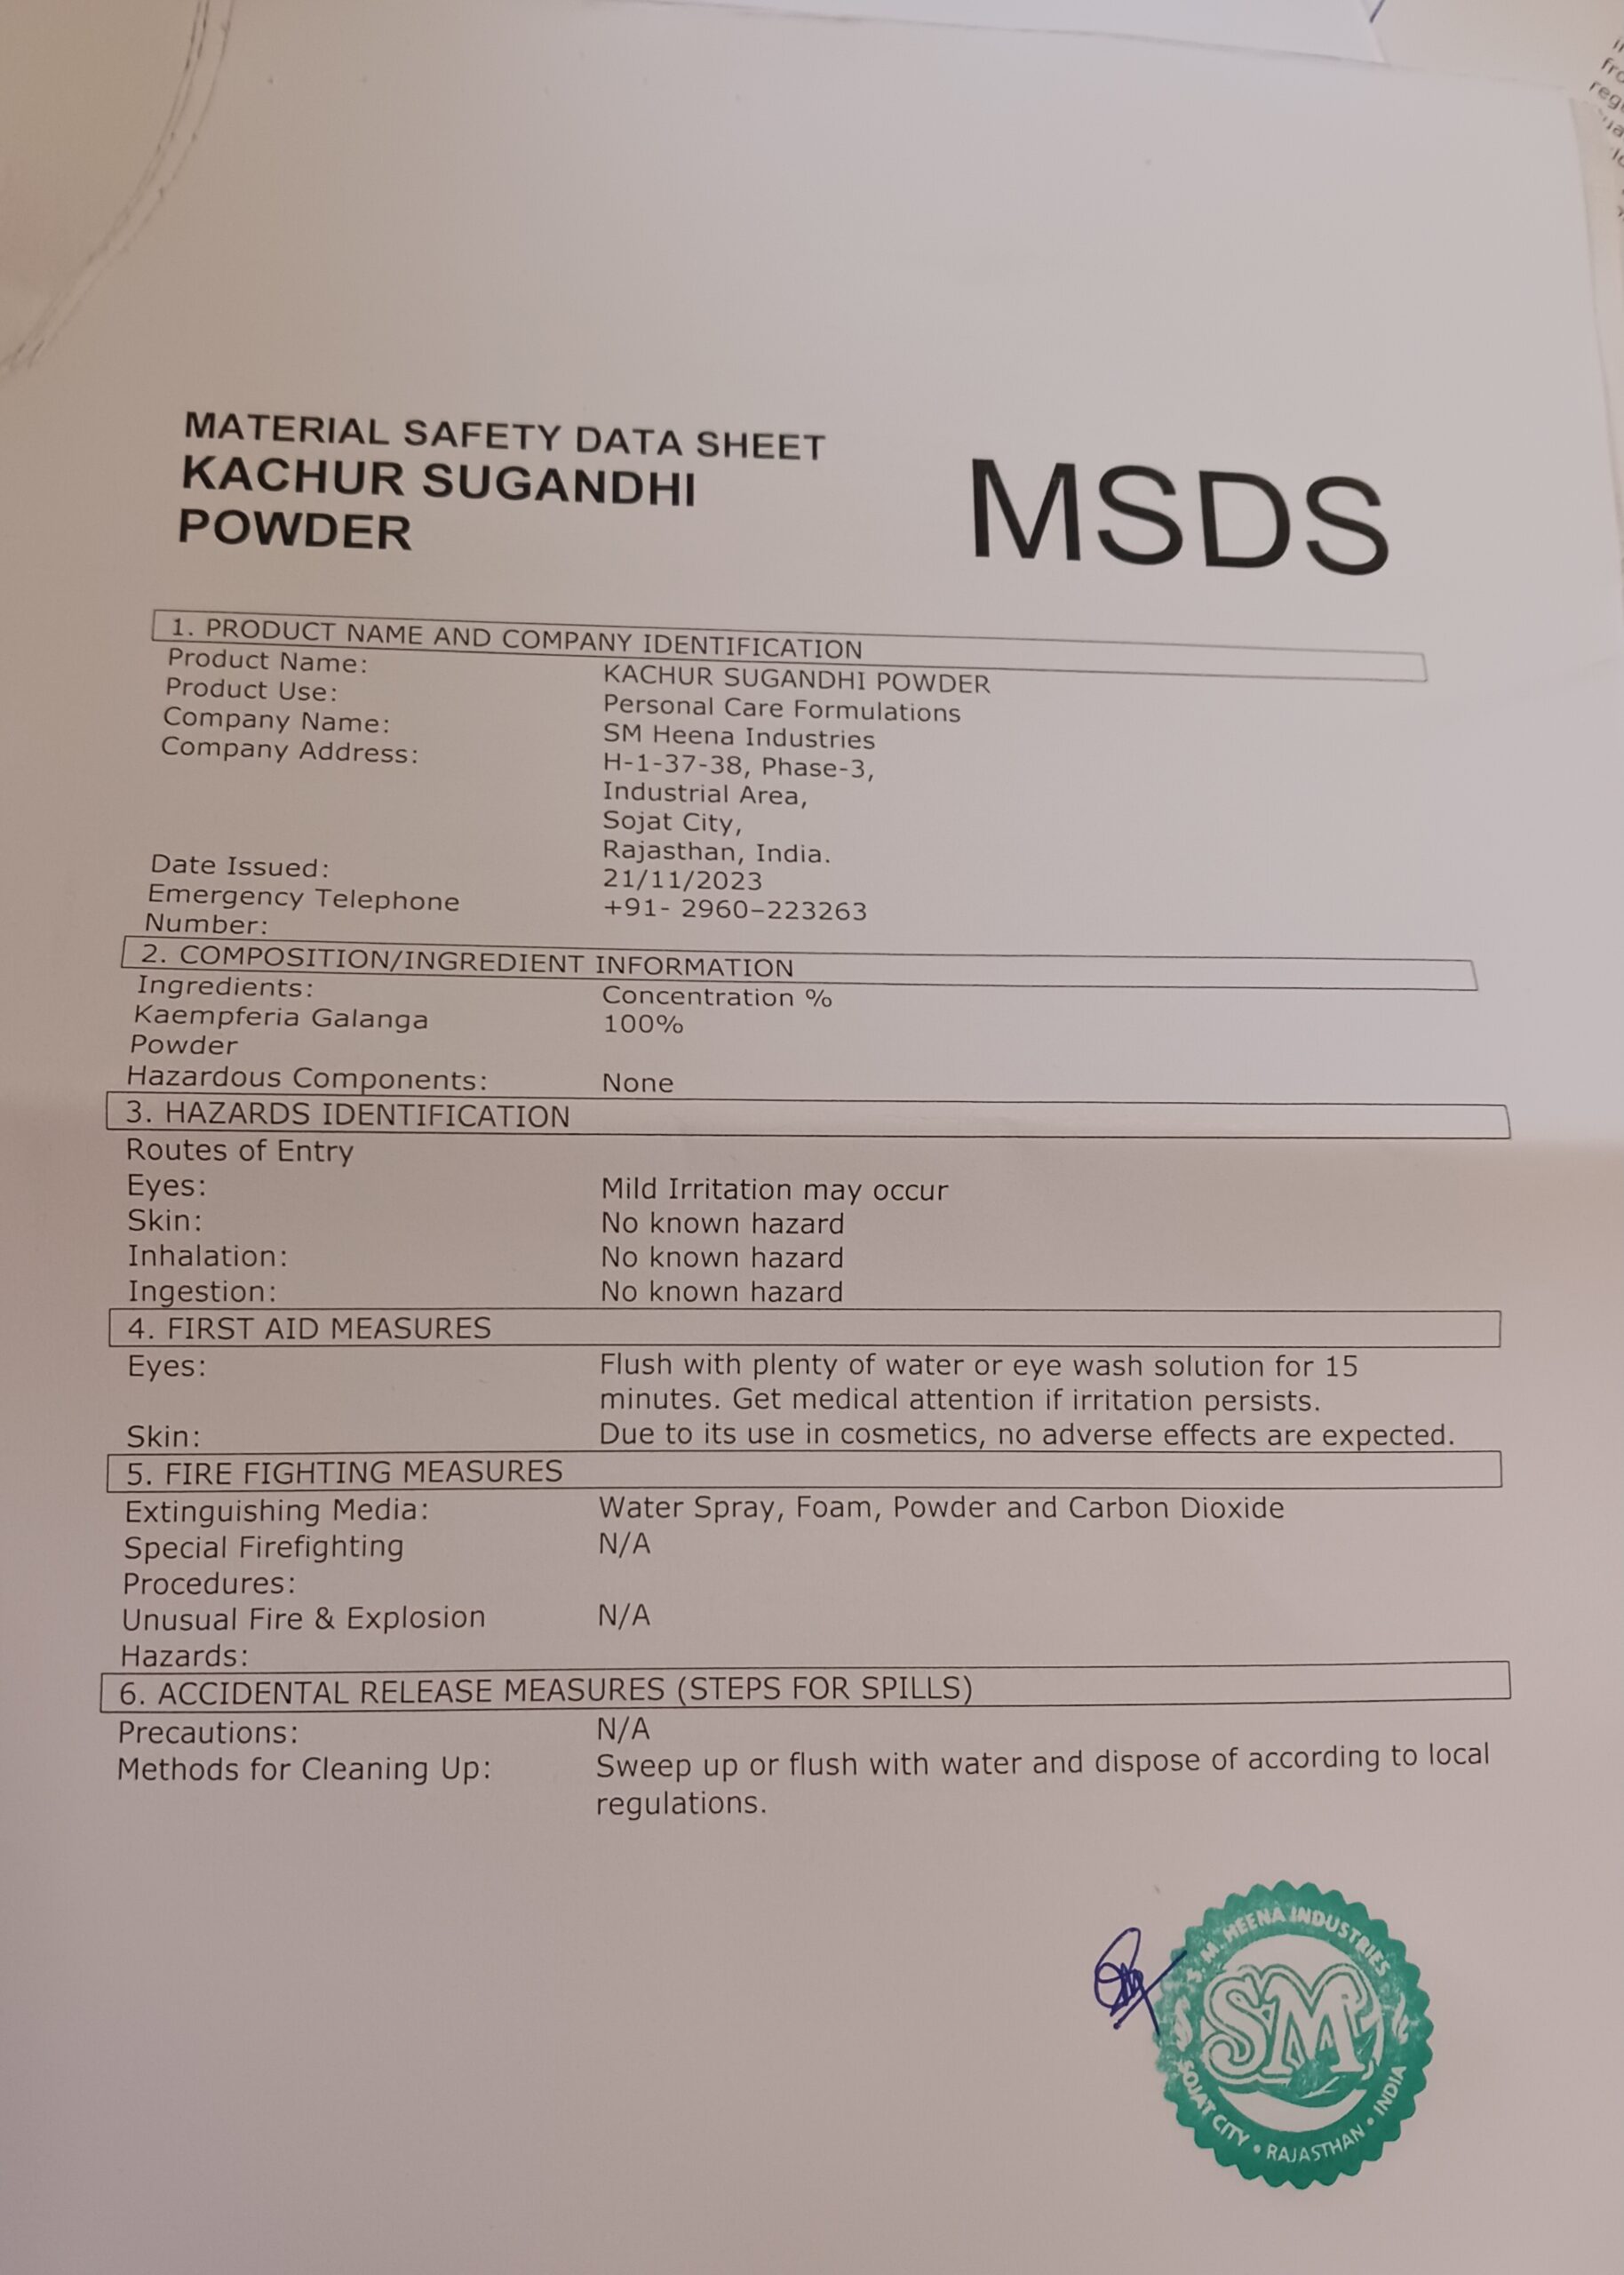 MATERIAL SAFETY DATA SHEET
KACHUR SUGANDHI
POWDER
MSDS
1. PRODUCT NAME AND COMPANY IDENTIFICATION
Product Name: KACHUR SUGANDHI POWDER
Product Use: Personal Care Formulations
Company Name: SM Heena Industries
Company Address: H-1-37-38, Phase-3,
Industrial Area,
Sojat City,
Rajasthan, India.
Date Issued: 21/11/2023
Emergency Telephone +91- 2960–223263
Number:
2. COMPOSITION/INGREDIENT INFORMATION
Ingredients: Concentration %
Kaempferia Galanga 100%
Powder
Hazardous Components: None
3. HAZARDS IDENTIFICATION
Routes of Entry
Eyes: Mild Irritation may occur
Skin: No known hazard
Inhalation: No known hazard
Ingestion: No known hazard
4. FIRST AID MEASURES
Eyes: Flush with plenty of water or eye wash solution for 15
minutes. Get medical attention if irritation persists.
Skin: Due to its use in cosmetics, no adverse effects are expected.
5. FIRE FIGHTING MEASURES
Extinguishing Media: Water Spray, Foam, Powder and Carbon Dioxide
Special Firefighting N/A
Procedures:
Unusual Fire & Explosion N/A
Hazards:
6. ACCIDENTAL RELEASE MEASURES (STEPS FOR SPILLS)
Precautions: N/A
Methods for Cleaning Up: Sweep up or flush with water and dispose of according to local
regulations.
S. M. HEENA INDUSTRIES
SM
SOJAT CITY • RAJASTHAN • INDIA